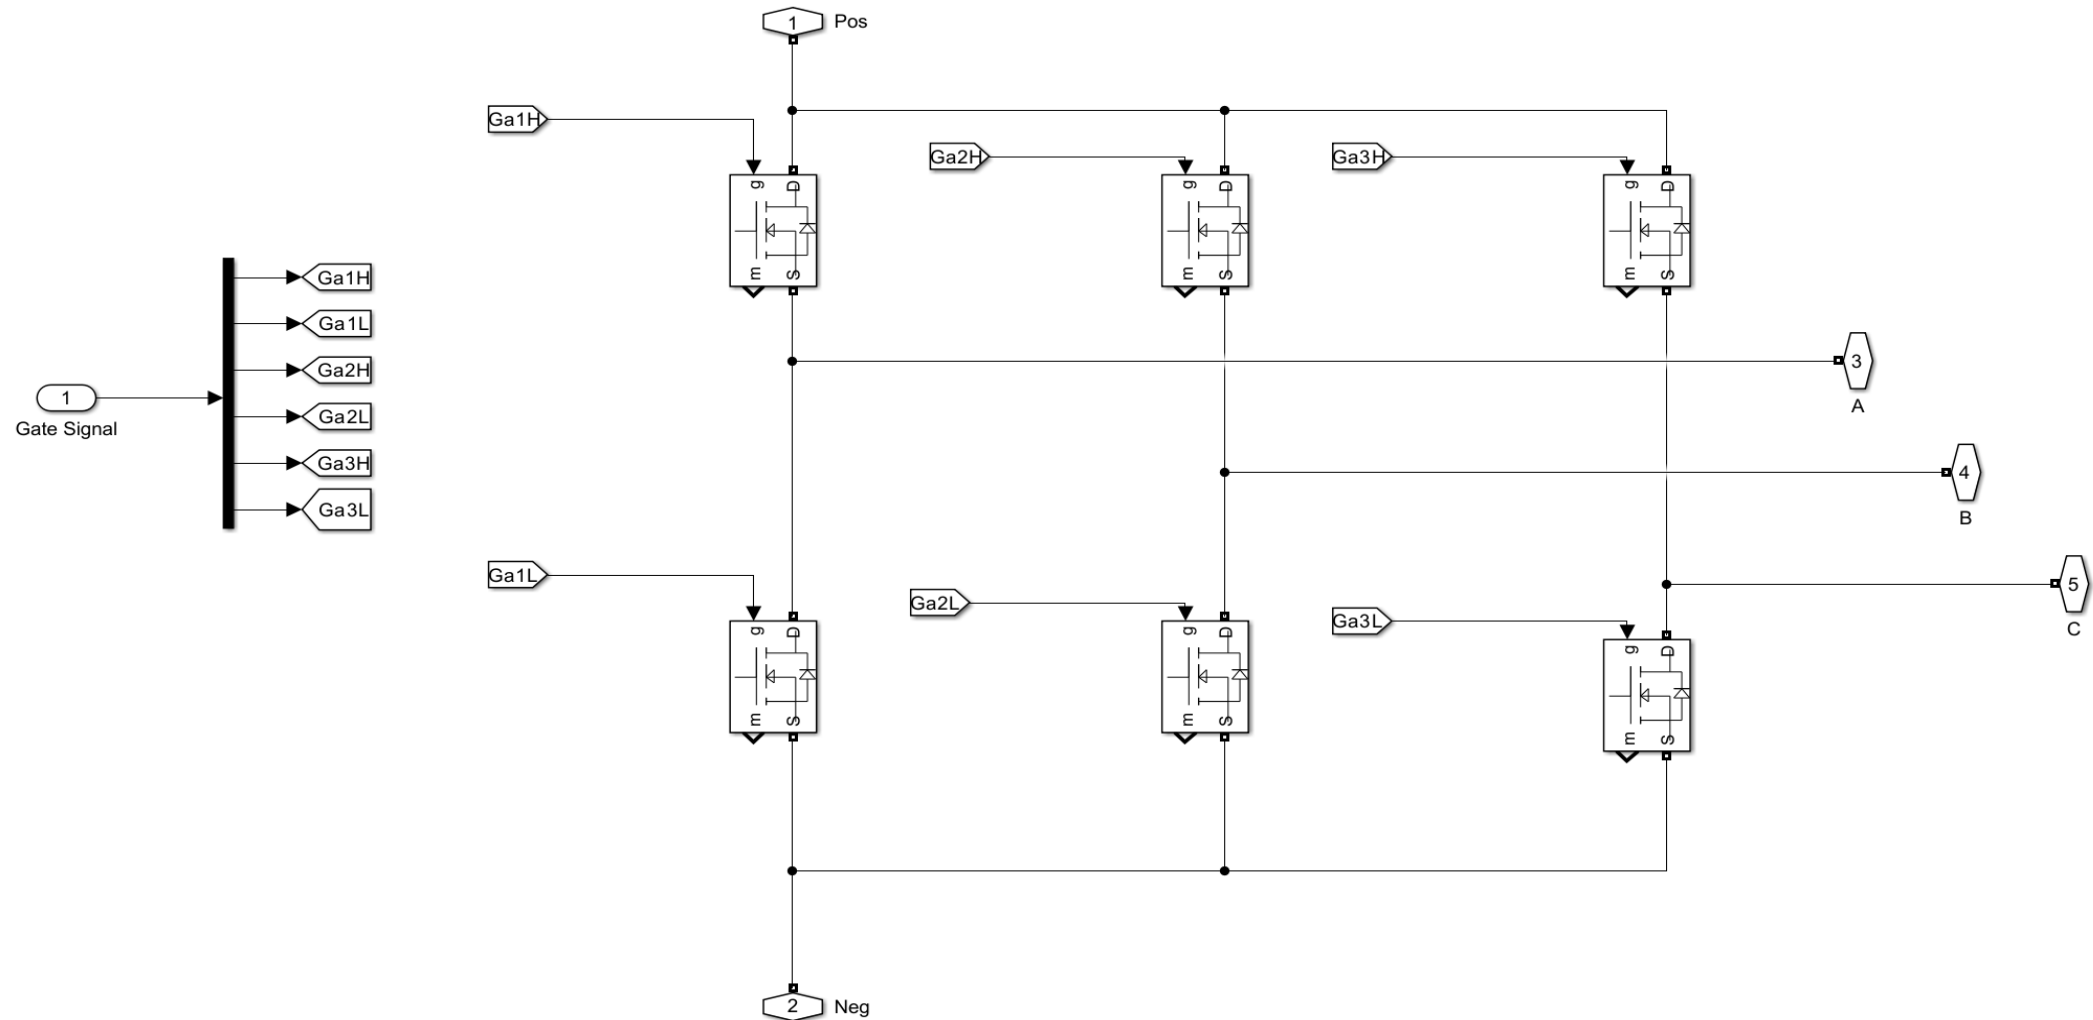 1 Pos
Ga1H
Ga2H
Ga3H
g D
m S
g D
m S
g D
m S
Ga1H
Ga1L
Ga2H
Ga2L
Ga3H
Ga3L
1
Gate Signal
3
A
4
B
5
C
Ga1L
Ga2L
Ga3L
g D
m S
g D
m S
g D
m S
2 Neg